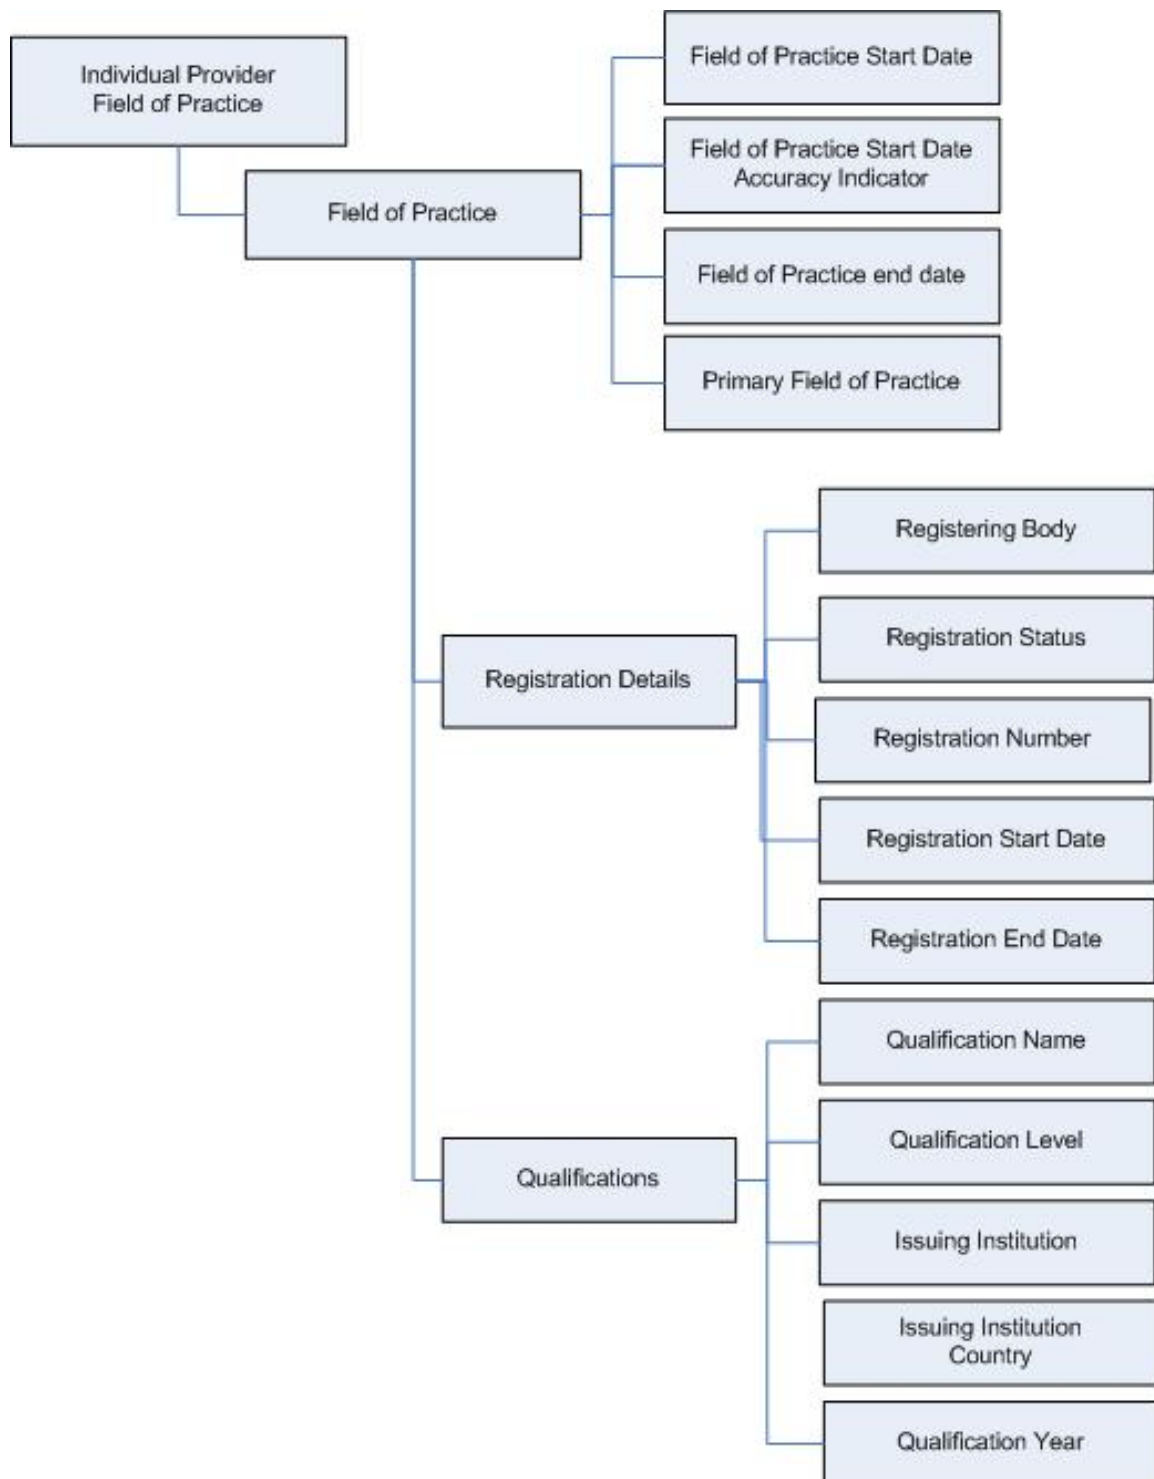 Individual Provider
Field of Practice
Field of Practice
Field of Practice Start Date
Field of Practice Start Date
Accuracy Indicator
Field of Practice end date
Primary Field of Practice
Registration Details
Registering Body
Registration Status
Registration Number
Registration Start Date
Registration End Date
Qualifications
Qualification Name
Qualification Level
Issuing Institution
Issuing Institution
Country
Qualification Year